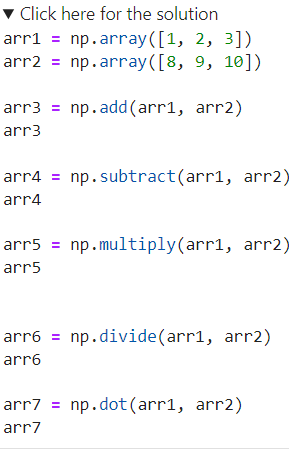 ▼ Click here for the solution
arr1 = np.array([1, 2, 3])
arr2 = np.array([8, 9, 10])
arr3 = np.add(arr1, arr2)
arr3
arr4 = np.subtract(arr1, arr2)
arr4
arr5 = np.multiply(arr1, arr2)
arr5
arr6 = np.divide(arr1, arr2)
arr6
arr7 = np.dot(arr1, arr2)
arr7